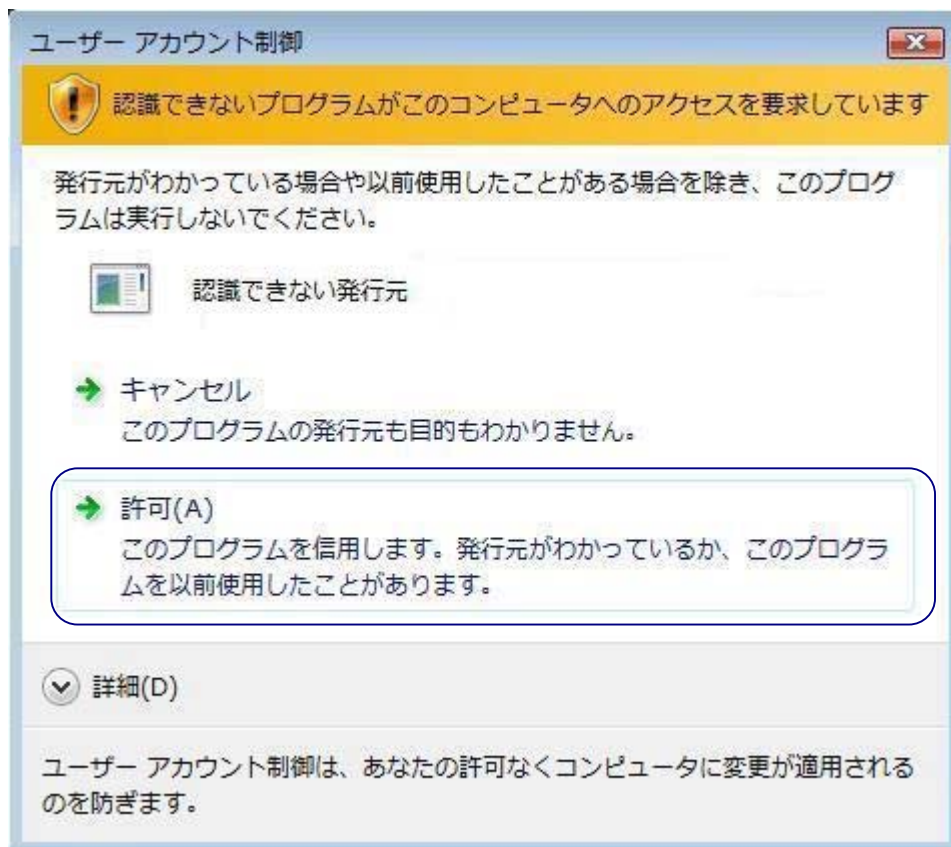 ユーザー アカウント制御
認識できないプログラムがこのコンピュータへのアクセスを要求しています
発行元がわかっている場合や以前使用したことがある場合を除き、このプログ
ラムは実行しないでください。
認識できない発行元
キャンセル
このプログラムの発行元も目的もわかりません。
許可(A)
このプログラムを信用します。発行元がわかっているか、このプログラ
ムを以前使用したことがあります。
詳細(D)
ユーザー アカウント制御は、あなたの許可なくコンピュータに変更が適用される
のを防ぎます。